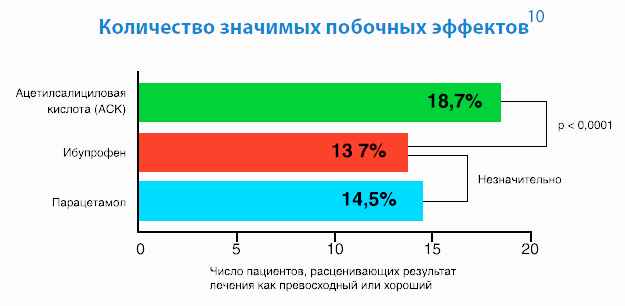 Количество значимых побочных эффектов10
Ацетилсалициловая
кислота (АСК)
18,7%
p < 0,0001
Ибупрофен
13 7%
Незначительно
Парацетамол
14,5%
0 5 10 15 20
Число пациентов, расценивающих результат
лечения как превосходный или хороший